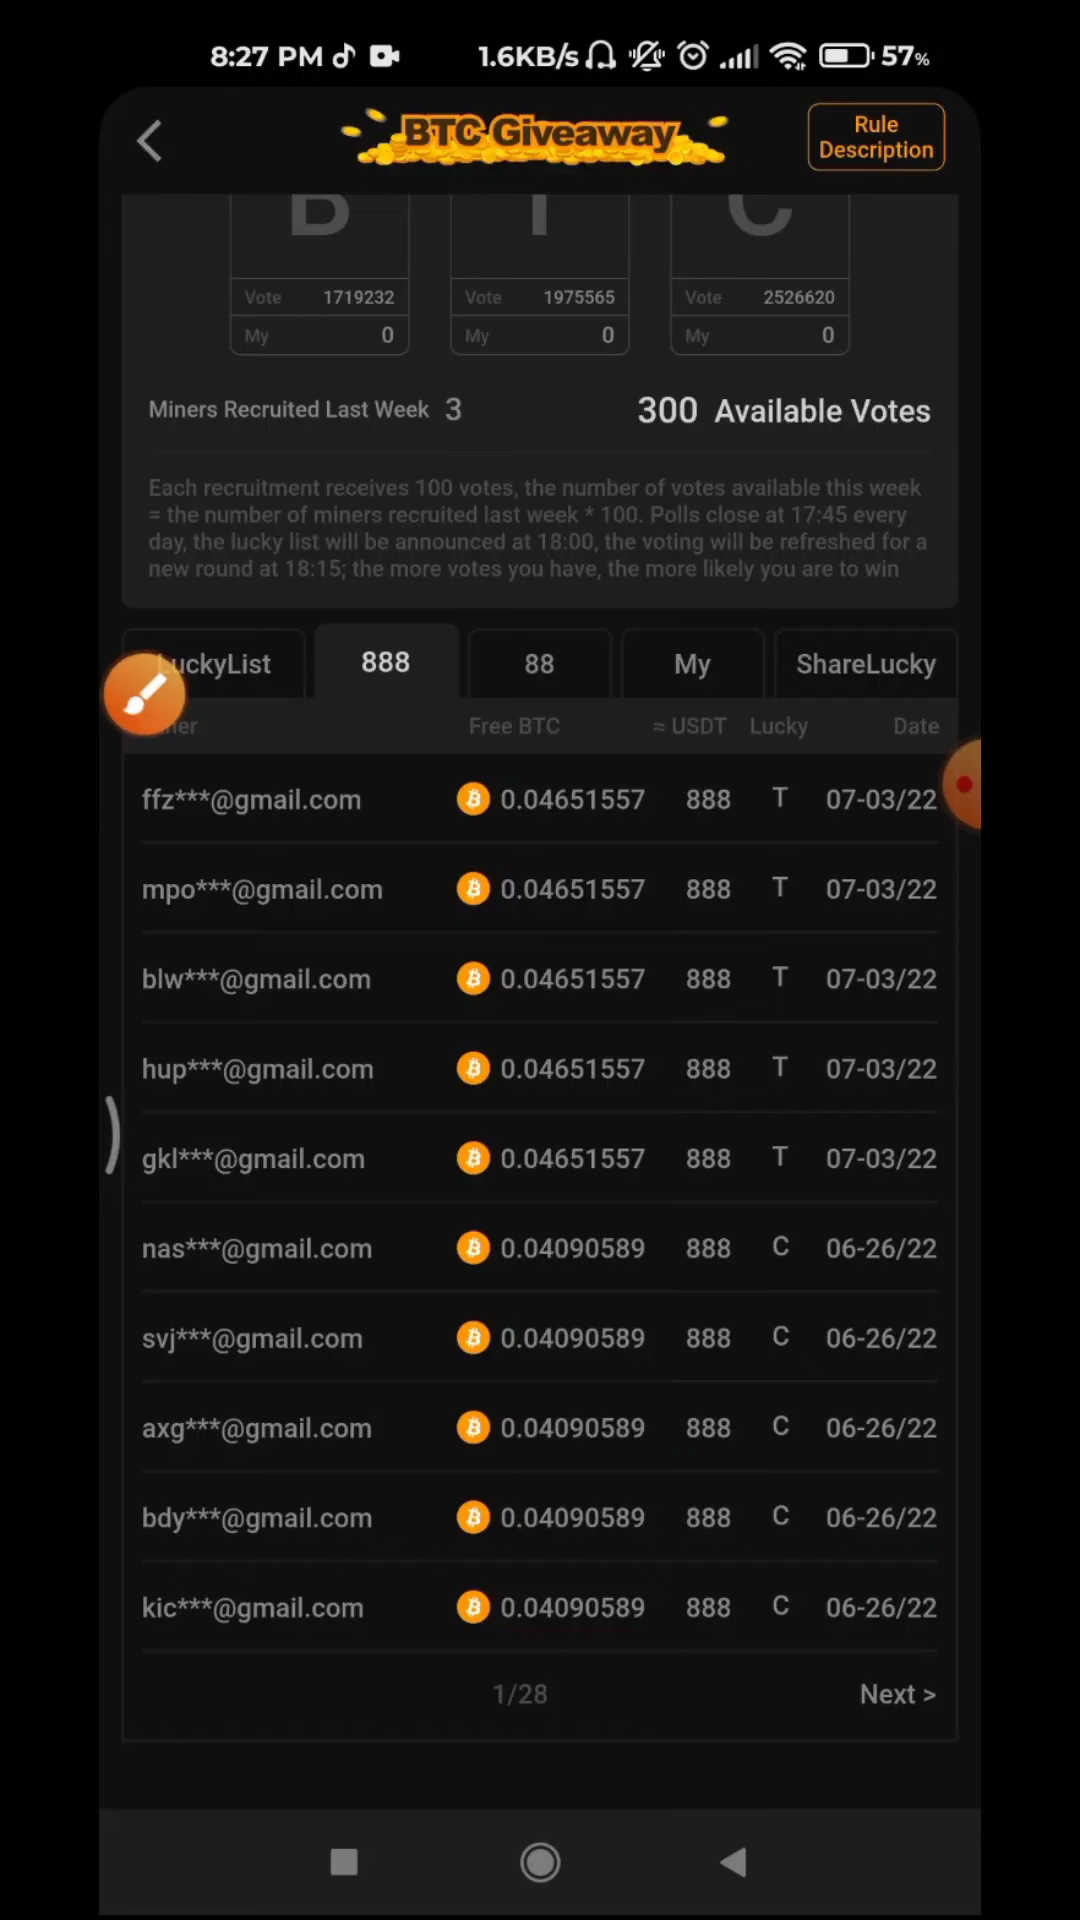 8:27 PM 1.6KB/s 57%
BTC Giveaway
Rule
Description
B T C
Vote 1719232 Vote 1975565 Vote 2526620
My 0 My 0 My 0
Miners Recruited Last Week 3 300 Available Votes
Each recruitment receives 100 votes, the number of votes available this week
= the number of miners recruited last week * 100. Polls close at 17:45 every
day, the lucky list will be announced at 18:00, the voting will be refreshed for a
new round at 18:15; the more votes you have, the more likely you are to win
LuckyList 888 88 My ShareLucky
Free BTC ≈ USDT Lucky Date
ffz***@gmail.com 0.04651557 888 T 07-03/22
mpo***@gmail.com 0.04651557 888 T 07-03/22
blw***@gmail.com 0.04651557 888 T 07-03/22
hup***@gmail.com 0.04651557 888 T 07-03/22
gkl***@gmail.com 0.04651557 888 T 07-03/22
nas***@gmail.com 0.04090589 888 C 06-26/22
svj***@gmail.com 0.04090589 888 C 06-26/22
axg***@gmail.com 0.04090589 888 C 06-26/22
bdy***@gmail.com 0.04090589 888 C 06-26/22
kic***@gmail.com 0.04090589 888 C 06-26/22
1/28 Next >